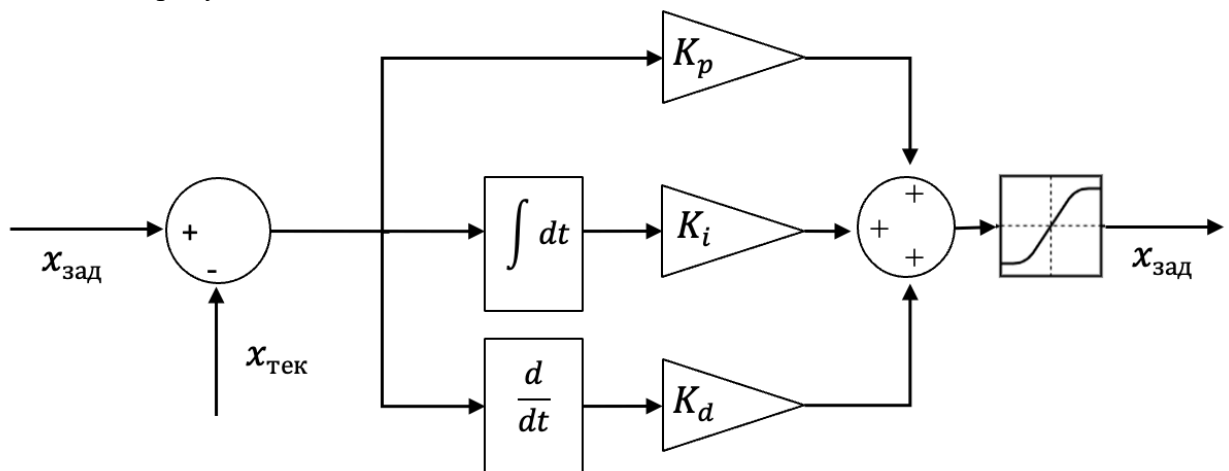 K_p
+
-
x_зад
x_тек
∫ dt
K_i
+
+
+
x_зад
d/dt
K_d